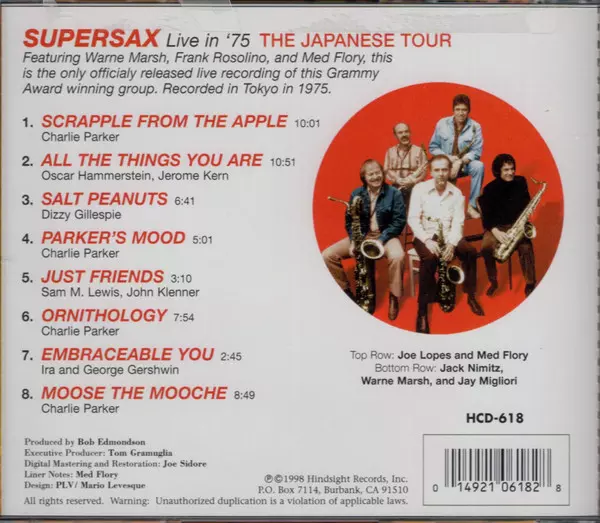 SUPERSAX Live in '75 THE JAPANESE TOUR
Featuring Warne Marsh, Frank Rosolino, and Med Flory, this
is the only officialy released live recording of this Grammy
Award winning group. Recorded in Tokyo in 1975.
1. SCRAPPLE FROM THE APPLE 10:01
Charlie Parker
2. ALL THE THINGS YOU ARE 10:51
Oscar Hammerstein, Jerome Kern
3. SALT PEANUTS 6:41
Dizzy Gillespie
4. PARKER'S MOOD 5:01
Charlie Parker
5. JUST FRIENDS 3:10
Sam M. Lewis, John Klenner
6. ORNITHOLOGY 7:54
Charlie Parker
7. EMBRACEABLE YOU 2:45
Ira and George Gershwin
8. MOOSE THE MOOCHE 8:49
Charlie Parker
Top Row: Joe Lopes and Med Flory
Bottom Row: Jack Nimitz,
Warne Marsh, and Jay Migliori
HCD-618
Produced by Bob Edmondson
Executive Producer: Tom Gramuglia
Digital Mastering and Restoration: Joe Sidore
Liner Notes: Med Flory
Design: PLV/ Mario Levesque
℗©1998 Hindsight Records, Inc.
P.O. Box 7114, Burbank, CA 91510
All rights reserved. Warning: Unauthorized duplication is a violation of applicable laws.
0 14921 06182 8